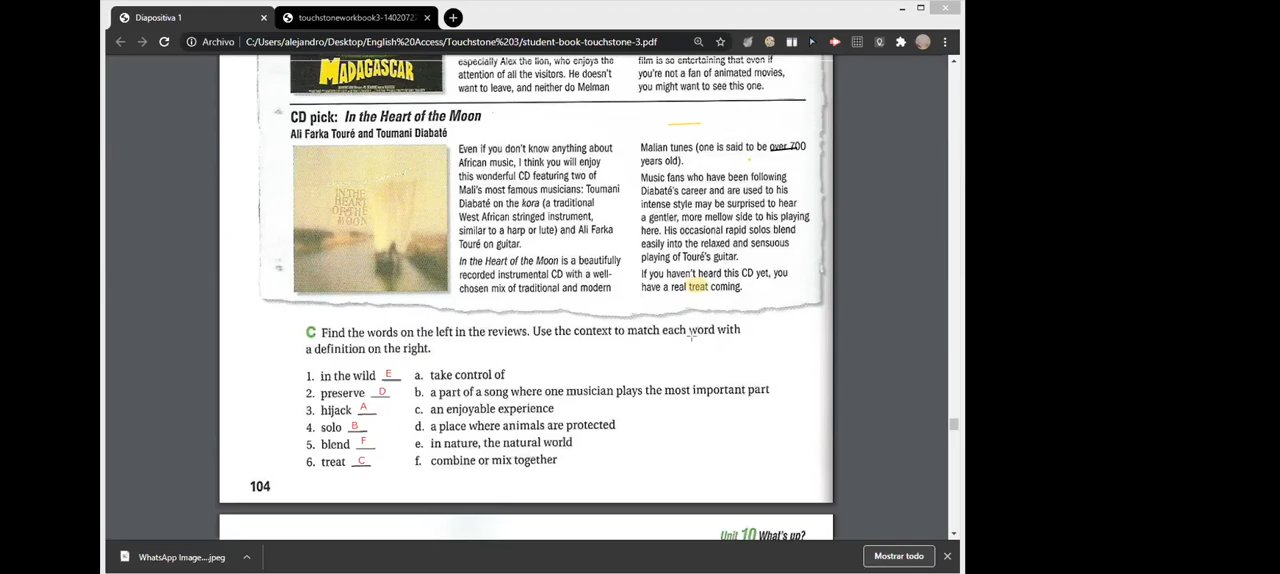 Diapositiva 1
touchstoneworkbook3-1402072
Archivo
C:/Users/alejandro/Desktop/English%20Access/Touchstone%203/student-book-touchstone-3.pdf
MADAGASCAR
especially Alex the lion, who enjoys the
attention of all the visitors. He doesn't
want to leave, and neither do Melman
film is so entertaining that even if
you're not a fan of animated movies,
you might want to see this one.
CD pick: In the Heart of the Moon
Ali Farka Touré and Toumani Diabaté
IN THE
HEART
OF THE
MOON
Even if you don't know anything about
African music, I think you will enjoy
this wonderful CD featuring two of
Mali's most famous musicians: Toumani
Diabaté on the kora (a traditional
West African stringed instrument,
similar to a harp or lute) and Ali Farka
Touré on guitar.
In the Heart of the Moon is a beautifully
recorded instrumental CD with a well-
chosen mix of traditional and modern
Malian tunes (one is said to be over 700
years old).
Music fans who have been following
Diabaté's career and are used to his
intense style may be surprised to hear
a gentler, more mellow side to his playing
here. His occasional rapid solos blend
easily into the relaxed and sensuous
playing of Touré's guitar.
If you haven't heard this CD yet, you
have a real treat coming.
C Find the words on the left in the reviews. Use the context to match each word with
a definition on the right.
1. in the wild E
2. preserve D
3. hijack A
4. solo B
5. blend F
6. treat C
a. take control of
b. a part of a song where one musician plays the most important part
c. an enjoyable experience
d. a place where animals are protected
e. in nature, the natural world
f. combine or mix together
104
Unit 10 What's up?
WhatsApp Image....jpeg
Mostrar todo